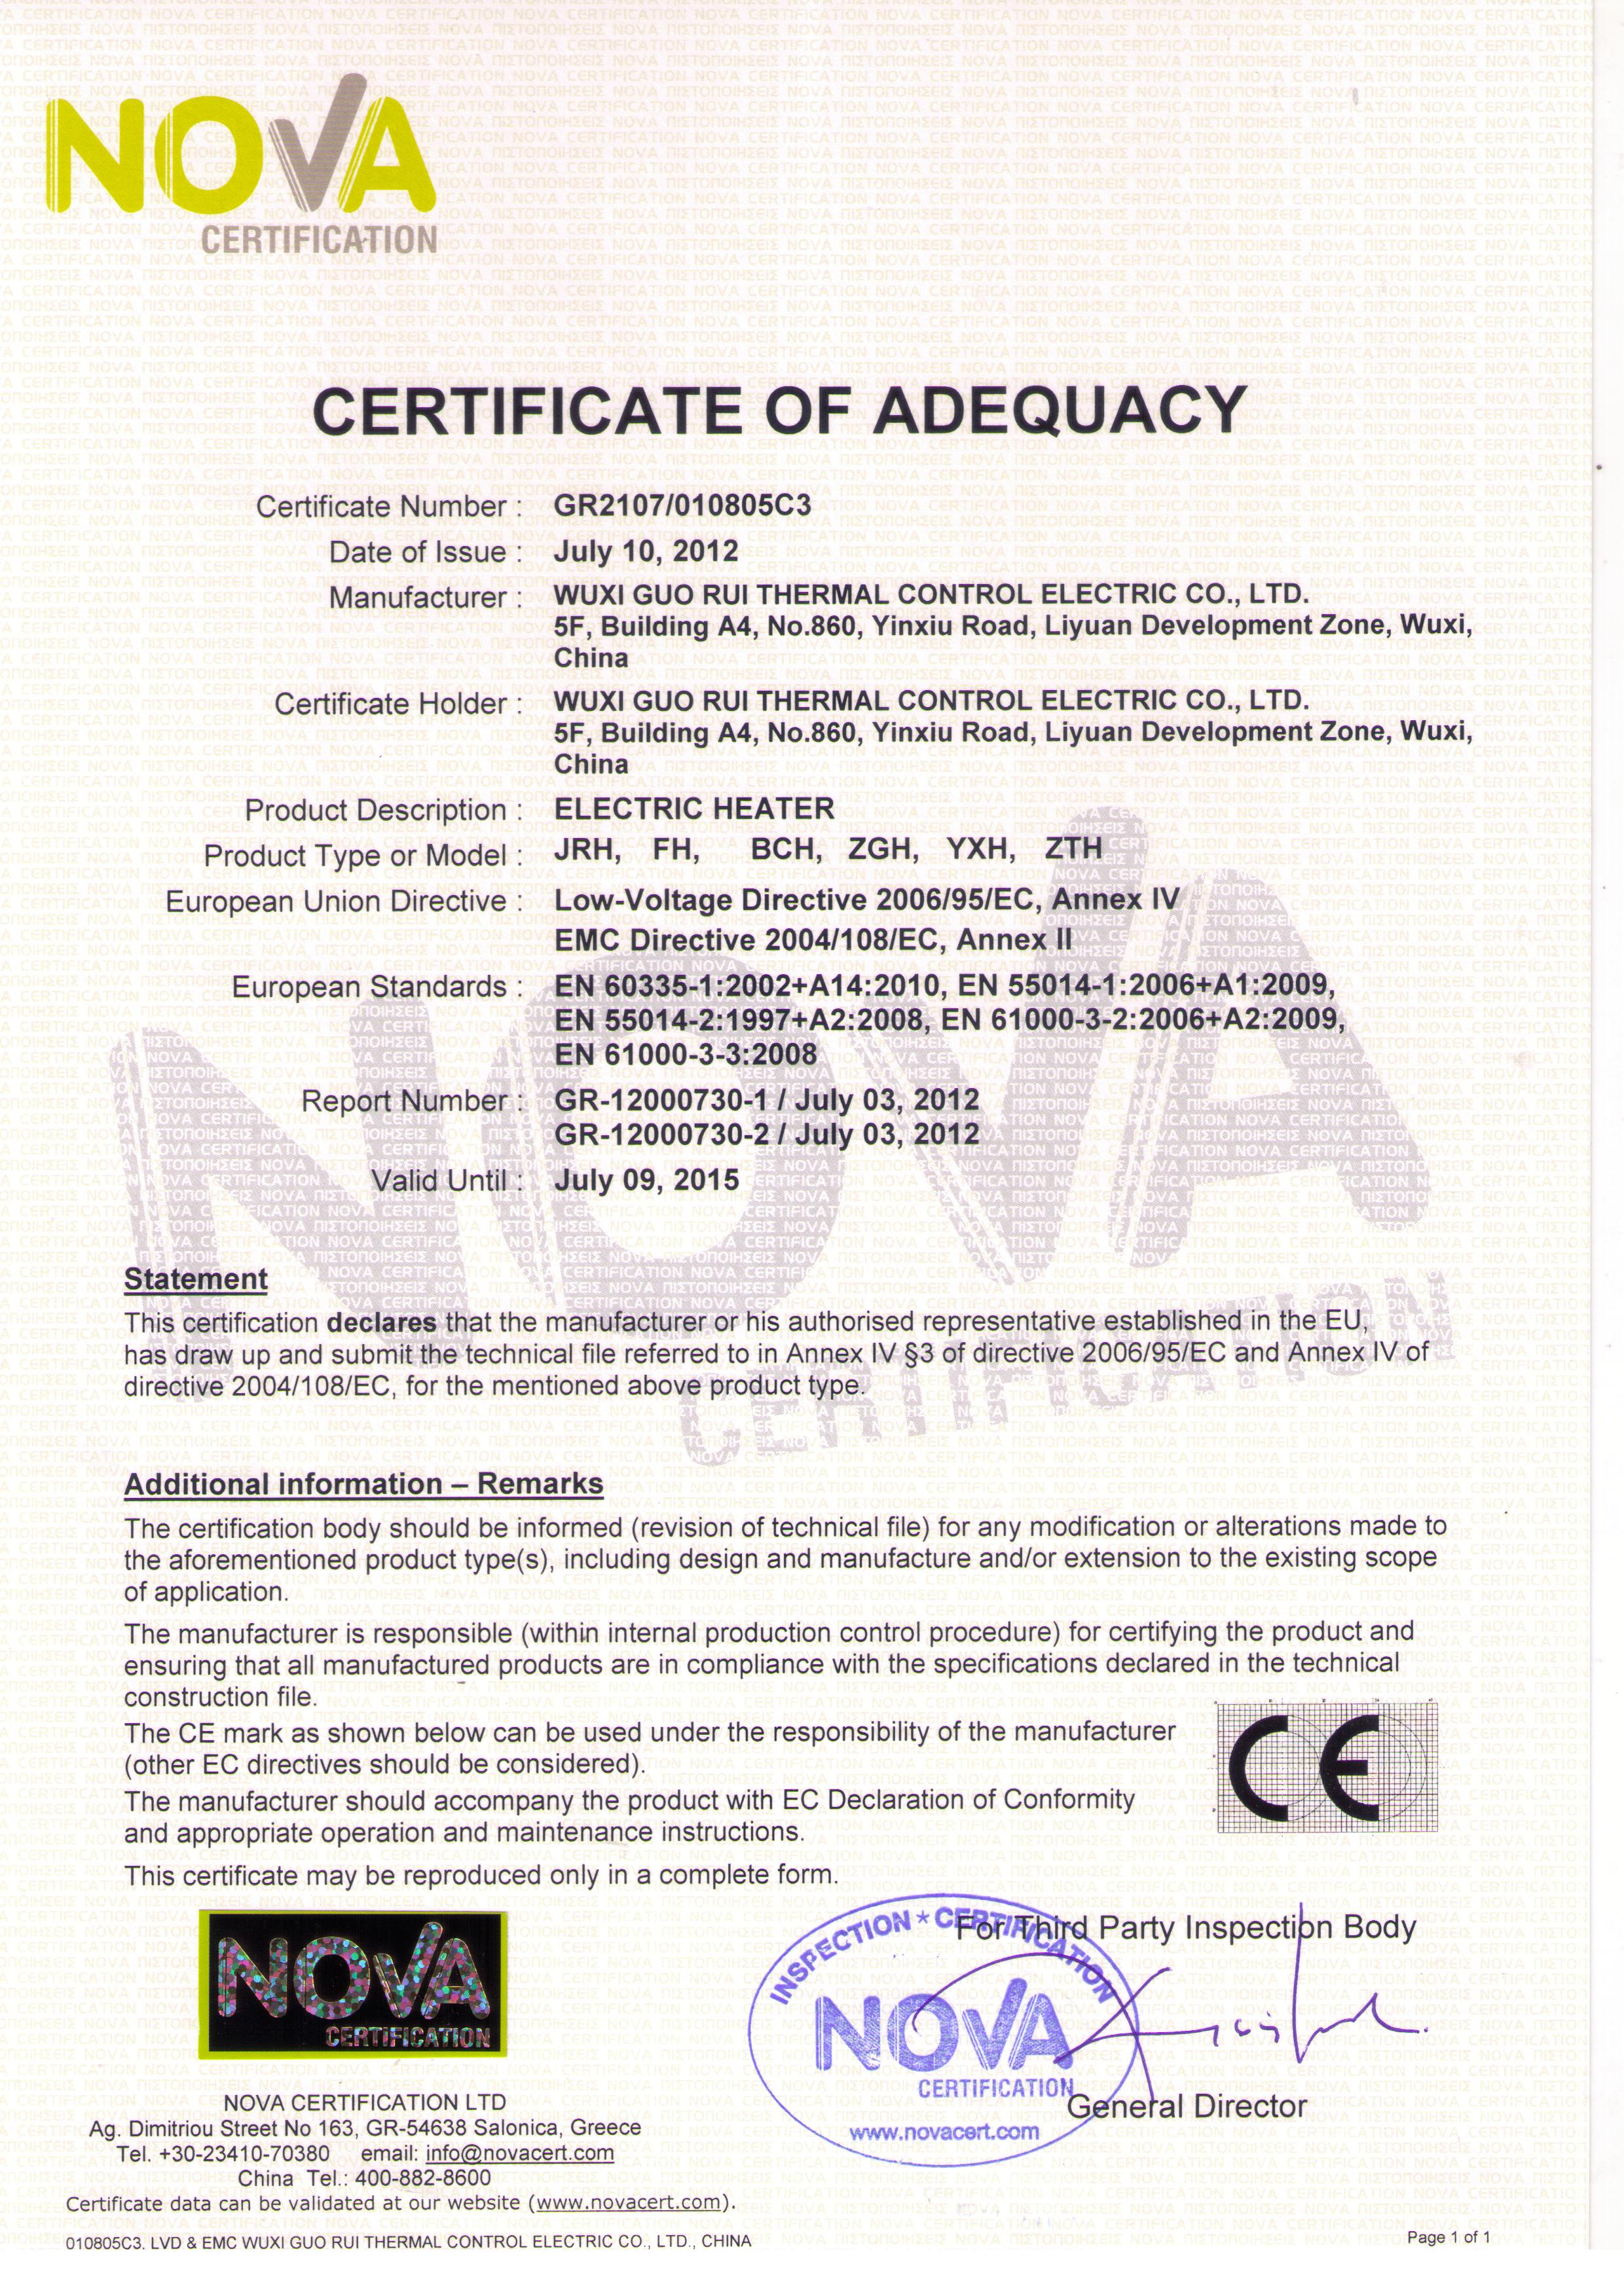 NOVA
CERTIFICATION
CERTIFICATE OF ADEQUACY
Certificate Number : GR2107/010805C3
Date of Issue : July 10, 2012
Manufacturer : WUXI GUO RUI THERMAL CONTROL ELECTRIC CO., LTD.
5F, Building A4, No.860, Yinxiu Road, Liyuan Development Zone, Wuxi,
China
Certificate Holder : WUXI GUO RUI THERMAL CONTROL ELECTRIC CO., LTD.
5F, Building A4, No.860, Yinxiu Road, Liyuan Development Zone, Wuxi,
China
Product Description : ELECTRIC HEATER
Product Type or Model : JRH, FH, BCH, ZGH, YXH, ZTH
European Union Directive : Low-Voltage Directive 2006/95/EC, Annex IV
EMC Directive 2004/108/EC, Annex II
European Standards : EN 60335-1:2002+A14:2010, EN 55014-1:2006+A1:2009,
EN 55014-2:1997+A2:2008, EN 61000-3-2:2006+A2:2009,
EN 61000-3-3:2008
Report Number : GR-12000730-1 / July 03, 2012
GR-12000730-2 / July 03, 2012
Valid Until : July 09, 2015
Statement
This certification declares that the manufacturer or his authorised representative established in the EU,
has draw up and submit the technical file referred to in Annex IV §3 of directive 2006/95/EC and Annex IV of
directive 2004/108/EC, for the mentioned above product type.
Additional information – Remarks
The certification body should be informed (revision of technical file) for any modification or alterations made to
the aforementioned product type(s), including design and manufacture and/or extension to the existing scope
of application.
The manufacturer is responsible (within internal production control procedure) for certifying the product and
ensuring that all manufactured products are in compliance with the specifications declared in the technical
construction file.
The CE mark as shown below can be used under the responsibility of the manufacturer
(other EC directives should be considered).
The manufacturer should accompany the product with EC Declaration of Conformity
and appropriate operation and maintenance instructions.
This certificate may be reproduced only in a complete form.
CE
NOVA
CERTIFICATION
INSPECTION * CERTIFICATION
NOVA
CERTIFICATION
www.novacert.com
For Third Party Inspection Body
General Director
NOVA CERTIFICATION LTD
Ag. Dimitriou Street No 163, GR-54638 Salonica, Greece
Tel. +30-23410-70380 email: info@novacert.com
China Tel.: 400-882-8600
Certificate data can be validated at our website (www.novacert.com).
010805C3. LVD & EMC WUXI GUO RUI THERMAL CONTROL ELECTRIC CO., LTD., CHINA
Page 1 of 1